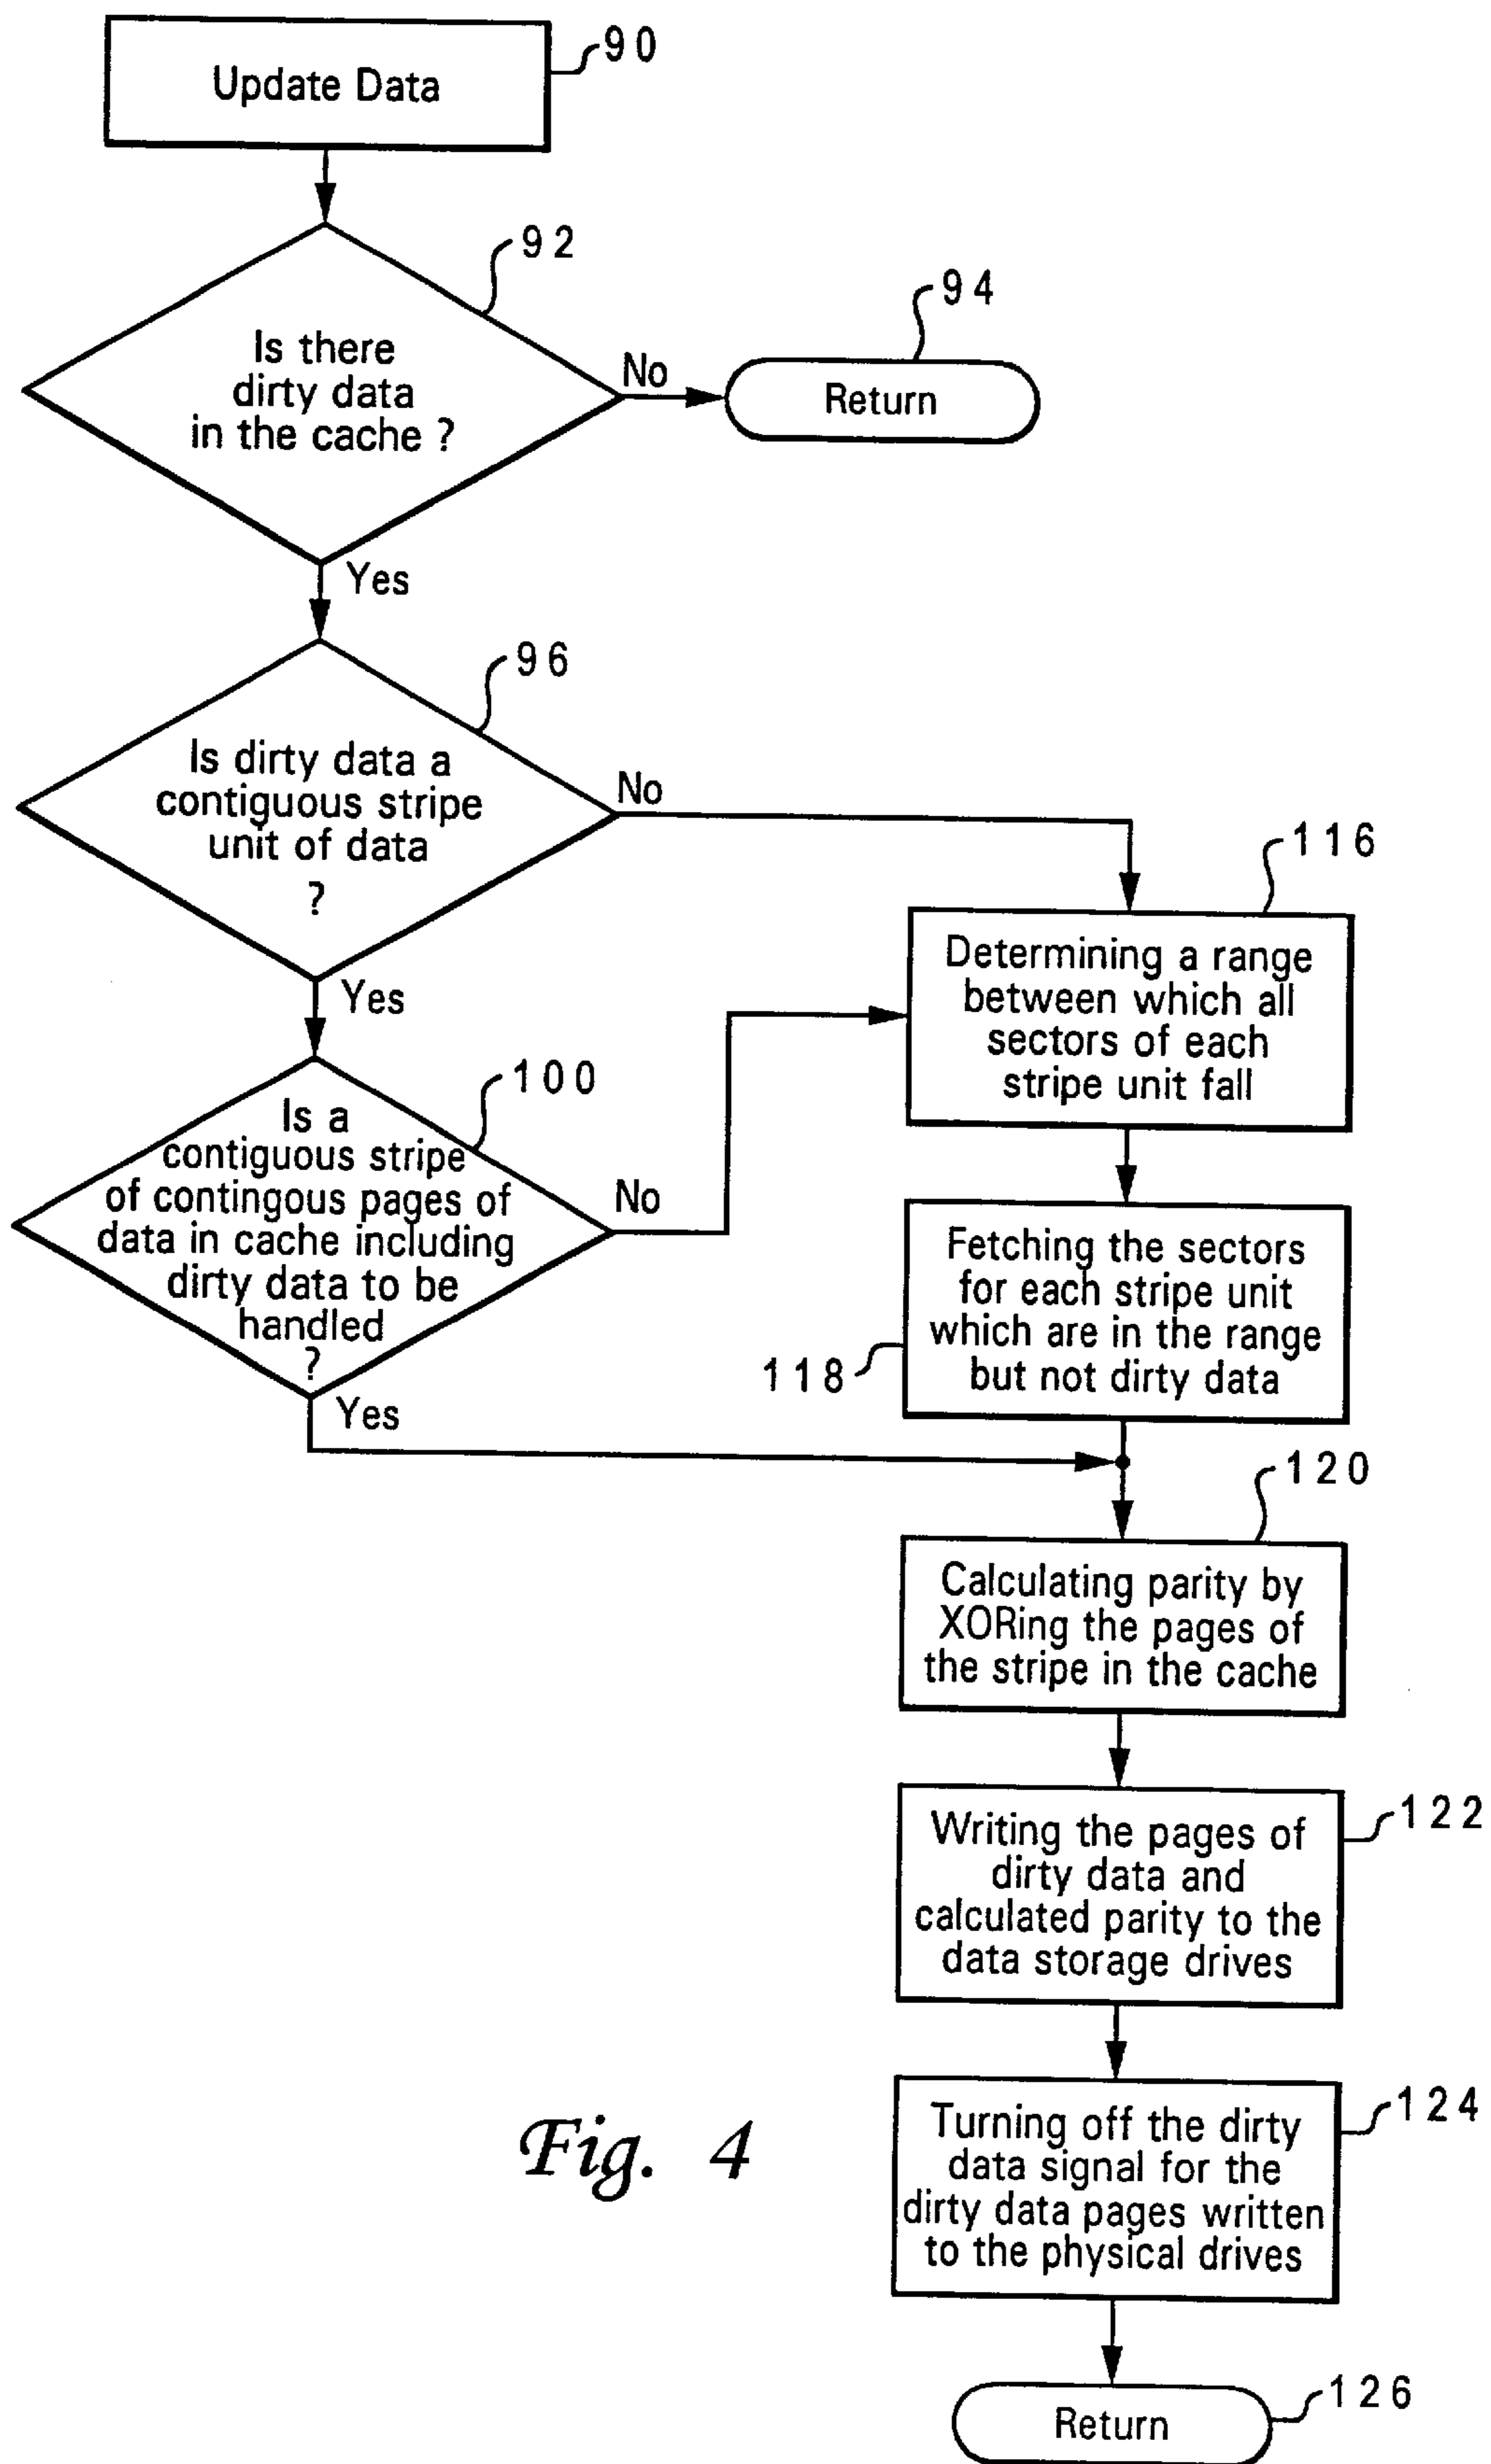 Update Data
90
92
Is there
dirty data
in the cache ?
No
94
Return
Yes
96
Is dirty data a
contiguous stripe
unit of data
?
No
Yes
116
Determining a range
between which all
sectors of each
stripe unit fall
100
Is a
contiguous stripe
of contingous pages of
data in cache including
dirty data to be
handled
?
No
Yes
118
Fetching the sectors
for each stripe unit
which are in the range
but not dirty data
120
Calculating parity by
XORing the pages of
the stripe in the cache
122
Writing the pages of
dirty data and
calculated parity to the
data storage drives
124
Turning off the dirty
data signal for the
dirty data pages written
to the physical drives
126
Return
Fig. 4